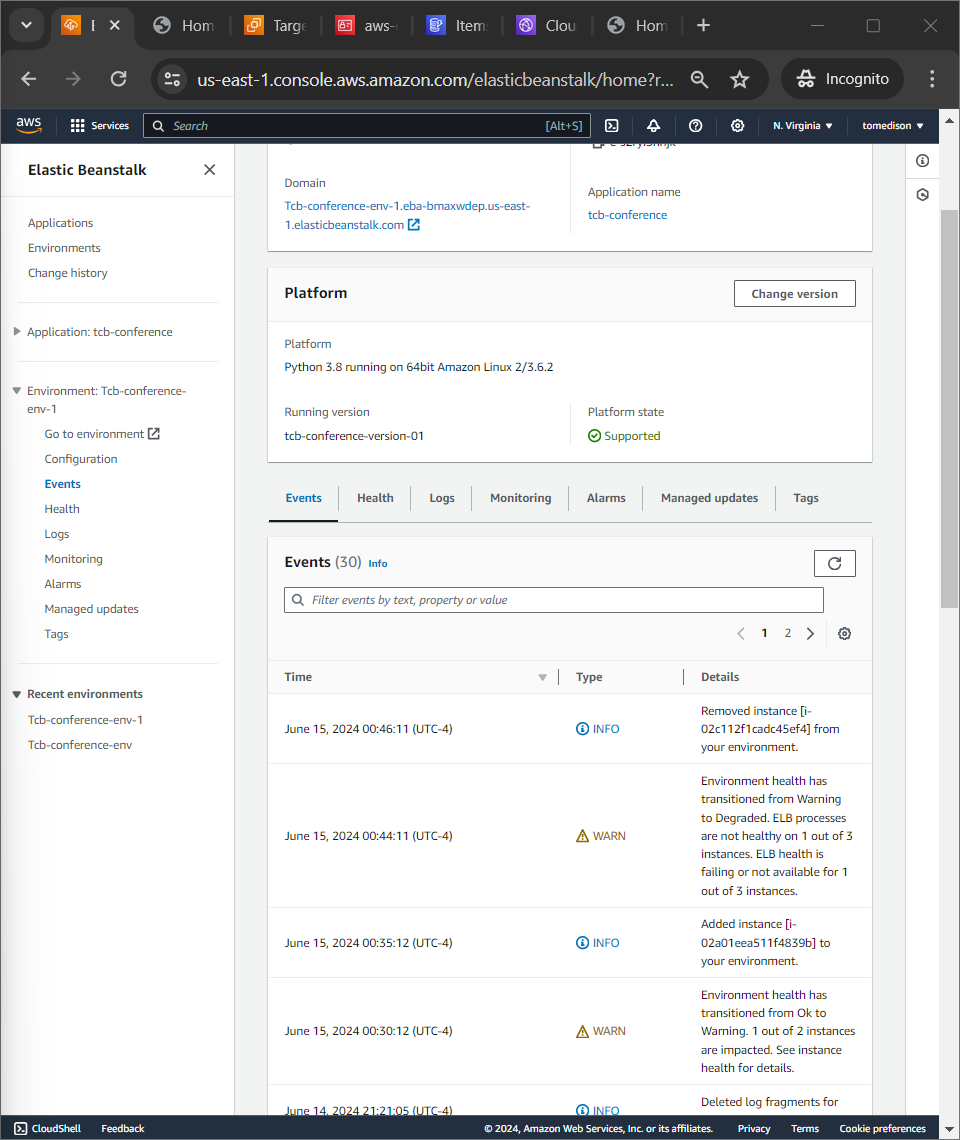 E
Hom
Targe
aws-
Item
Clou
Hom
us-east-1.console.aws.amazon.com/elasticbeanstalk/home?r...
Incognito
aws
Services
Search
[Alt+S]
N. Virginia
tomedison
Elastic Beanstalk
Applications
Environments
Change history
Application: tcb-conference
Environment: Tcb-conference-
env-1
Go to environment
Configuration
Events
Health
Logs
Monitoring
Alarms
Managed updates
Tags
Recent environments
Tcb-conference-env-1
Tcb-conference-env
Domain
Tcb-conference-env-1.eba-bmaxwdep.us-east-
1.elasticbeanstalk.com
Application name
tcb-conference
Platform
Change version
Platform
Python 3.8 running on 64bit Amazon Linux 2/3.6.2
Running version
tcb-conference-version-01
Platform state
Supported
Events
Health
Logs
Monitoring
Alarms
Managed updates
Tags
Events (30) Info
Filter events by text, property or value
1 2
Time
Type
Details
June 15, 2024 00:46:11 (UTC-4)
INFO
Removed instance [i-
02c112f1cadc45ef4] from
your environment.
June 15, 2024 00:44:11 (UTC-4)
WARN
Environment health has
transitioned from Warning
to Degraded. ELB processes
are not healthy on 1 out of 3
instances. ELB health is
failing or not available for 1
out of 3 instances.
June 15, 2024 00:35:12 (UTC-4)
INFO
Added instance [i-
02a01eea511f4839b] to
your environment.
June 15, 2024 00:30:12 (UTC-4)
WARN
Environment health has
transitioned from Ok to
Warning. 1 out of 2 instances
are impacted. See instance
health for details.
June 14, 2024 21:21:05 (UTC-4)
INFO
Deleted log fragments for
CloudShell
Feedback
© 2024, Amazon Web Services, Inc. or its affiliates.
Privacy
Terms
Cookie preferences